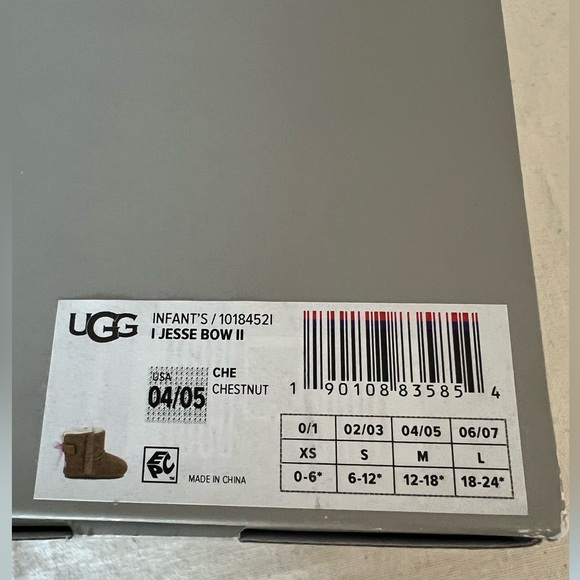 UGG
INFANT'S / 1018452I
I JESSE BOW II
USA
04/05
CHE
CHESTNUT
1 90108 83585 4
EPC
MADE IN CHINA
0/1 02/03 04/05 06/07
XS S M L
0-6* 6-12* 12-18* 18-24*